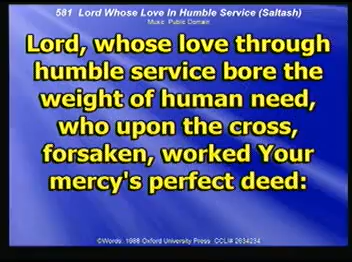 581 Lord Whose Love In Humble Service (Saltash)
Music: Public Domain
Lord, whose love through
humble service bore the
weight of human need,
who upon the cross,
forsaken, worked Your
mercy's perfect deed:
©Words: 1988 Oxford University Press CCLI# 2634234